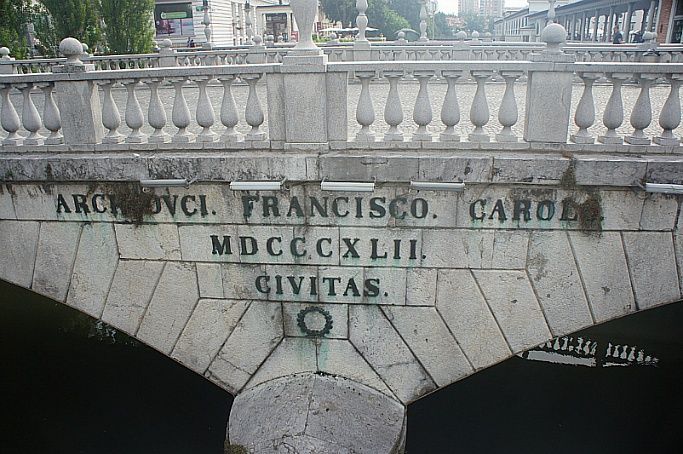 ARCHIDVCI. FRANCISCO. CAROLO.
MDCCCXLII.
CIVITAS.